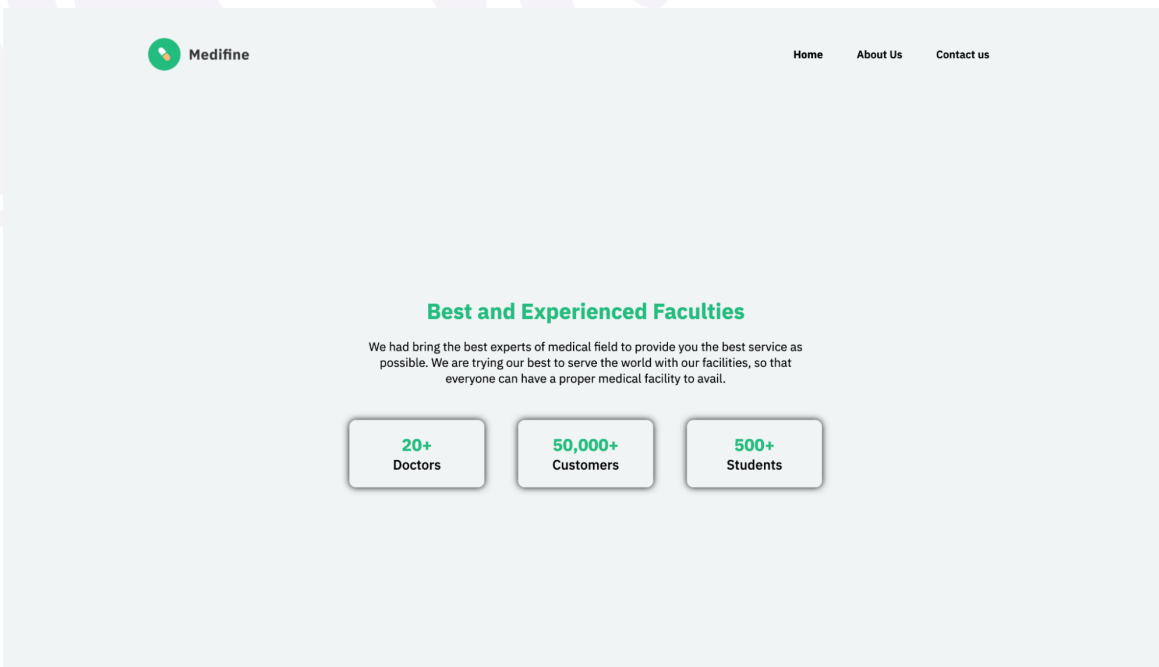 Medifine
Home About Us Contact us
Best and Experienced Faculties
We had bring the best experts of medical field to provide you the best service as
possible. We are trying our best to serve the world with our facilities, so that
everyone can have a proper medical facility to avail.
20+ 50,000+ 500+
Doctors Customers Students